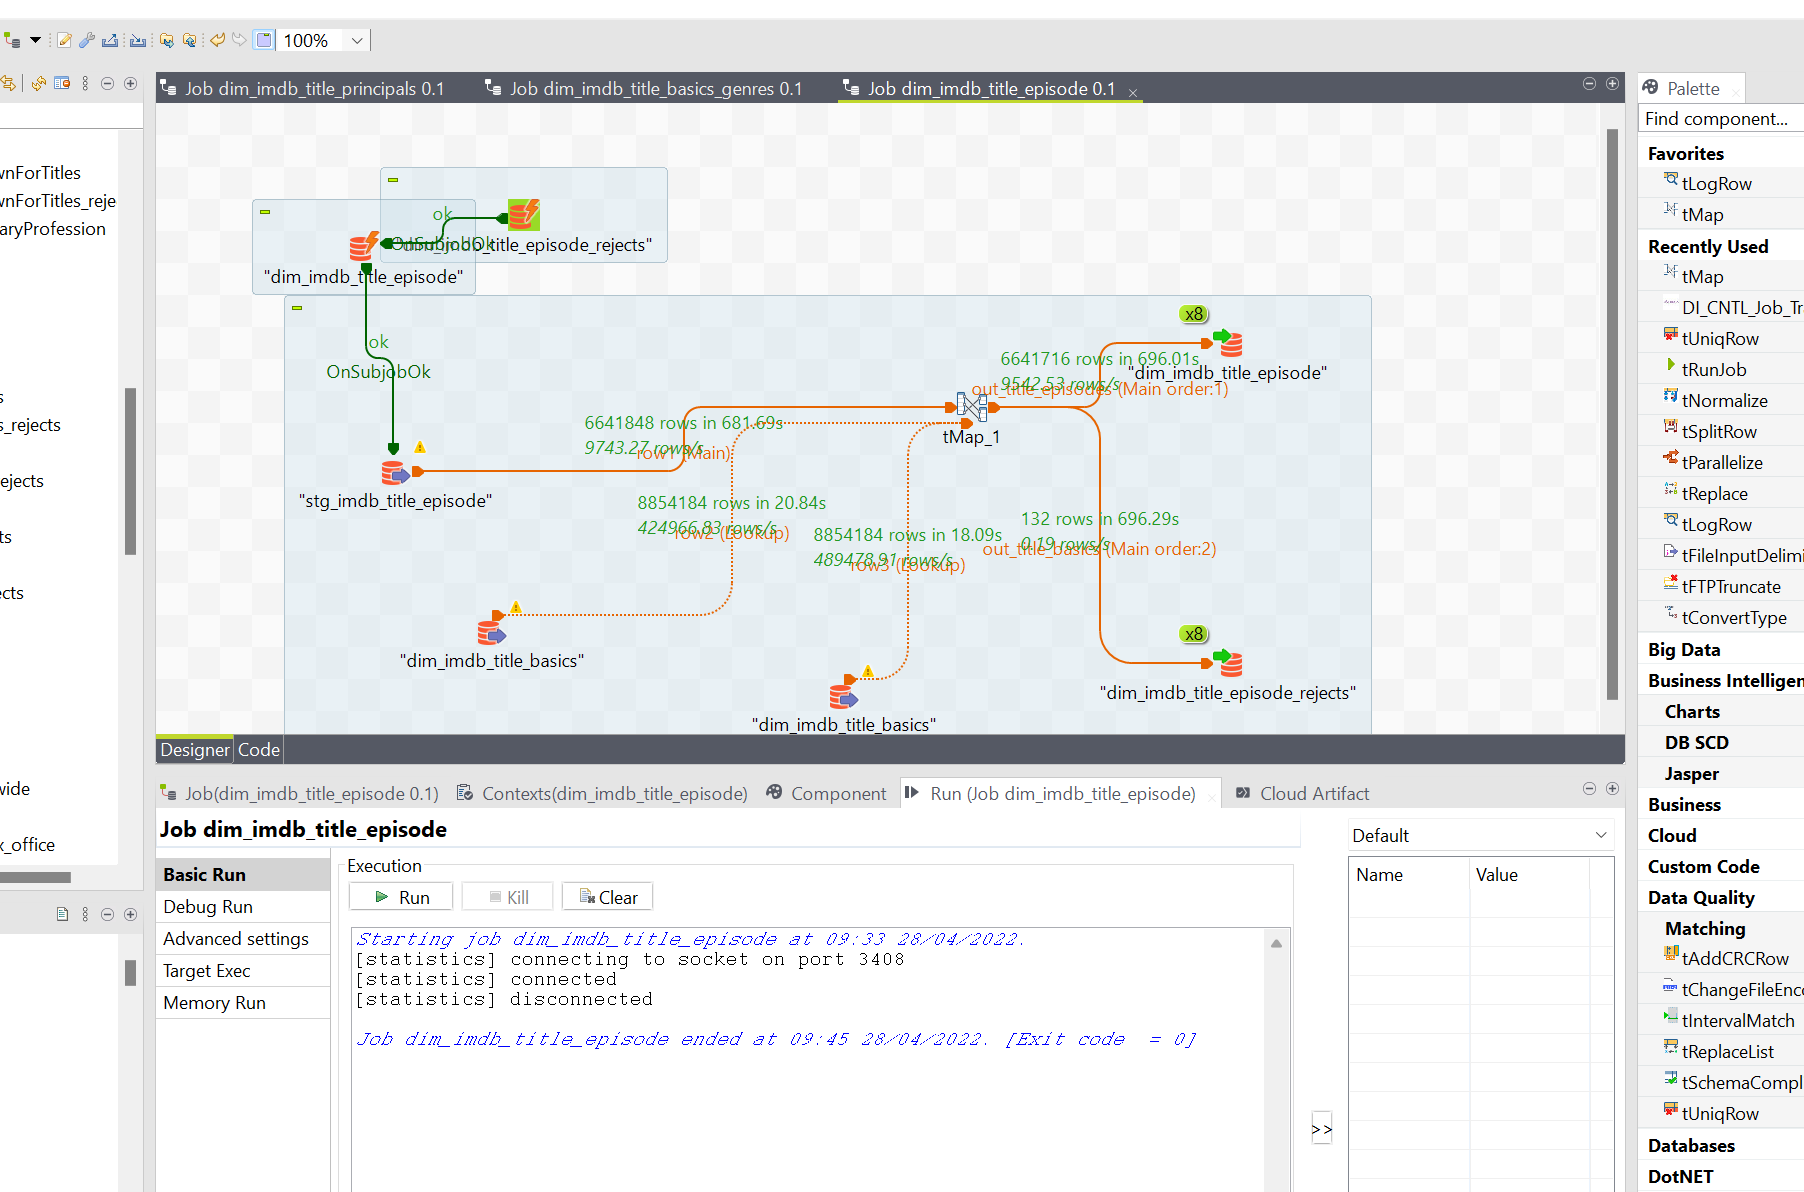 100%
Job dim_imdb_title_principals 0.1
Job dim_imdb_title_basics_genres 0.1
Job dim_imdb_title_episode 0.1
Palette
Find component...
wnForTitles
wnForTitles_reje
aryProfession
s
s_rejects
ejects
ts
ects
wide
x_office
ok
OnSubjobOk
"dim_imdb_title_episode_rejects"
"dim_imdb_title_episode"
ok
OnSubjobOk
x8
6641716 rows in 696.01s
9542.53 rows/s
"dim_imdb_title_episode"
out_title_episodes (Main order:1)
6641848 rows in 681.69s
9743.27 rows/s
row1 (Main)
tMap_1
"stg_imdb_title_episode"
8854184 rows in 20.84s
424966.83 rows/s
row2 (Lookup)
8854184 rows in 18.09s
489478.91 rows/s
row3 (Lookup)
132 rows in 696.29s
0.19 rows/s
out_title_basics (Main order:2)
"dim_imdb_title_basics"
x8
"dim_imdb_title_episode_rejects"
"dim_imdb_title_basics"
Designer
Code
Job(dim_imdb_title_episode 0.1)
Contexts(dim_imdb_title_episode)
Component
Run (Job dim_imdb_title_episode)
Cloud Artifact
Job dim_imdb_title_episode
Basic Run
Debug Run
Advanced settings
Target Exec
Memory Run
Execution
Run
Kill
Clear
Starting job dim_imdb_title_episode at 09:33 28/04/2022.
[statistics] connecting to socket on port 3408
[statistics] connected
[statistics] disconnected
Job dim_imdb_title_episode ended at 09:45 28/04/2022. [Exit code  = 0]
>>
Default
Name
Value
Favorites
tLogRow
tMap
Recently Used
tMap
DI_CNTL_Job_Tr
tUniqRow
tRunJob
tNormalize
tSplitRow
tParallelize
tReplace
tLogRow
tFileInputDelimi
tFTPTruncate
tConvertType
Big Data
Business Intelligen
Charts
DB SCD
Jasper
Business
Cloud
Custom Code
Data Quality
Matching
tAddCRCRow
tChangeFileEnco
tIntervalMatch
tReplaceList
tSchemaCompl
tUniqRow
Databases
DotNET